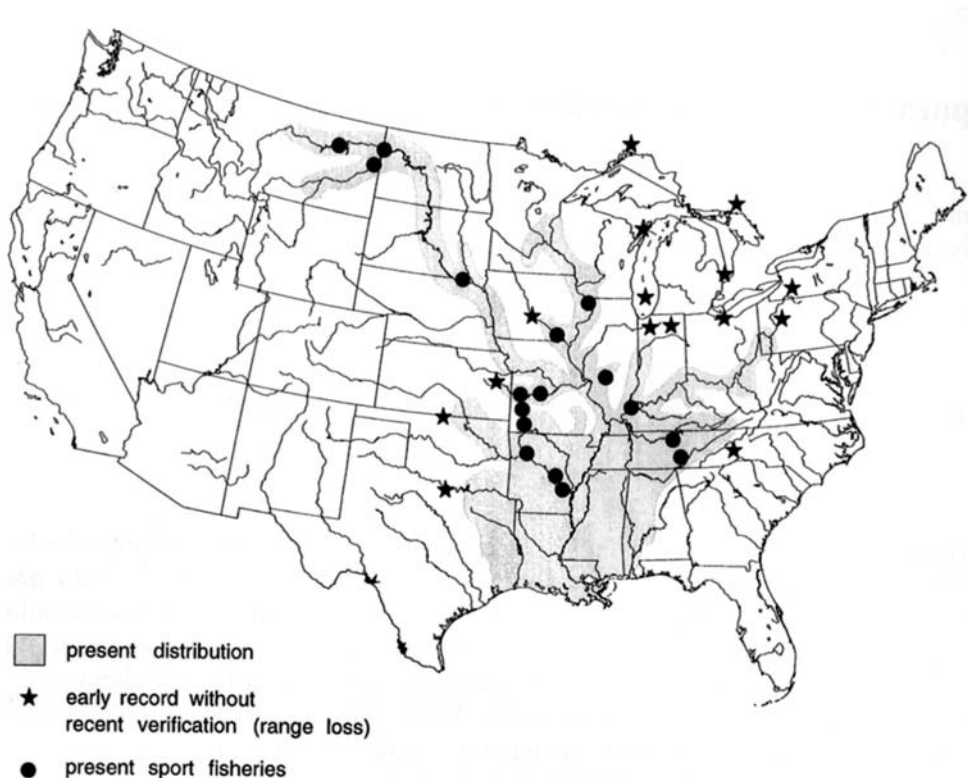 present distribution
early record without
recent verification (range loss)
present sport fisheries